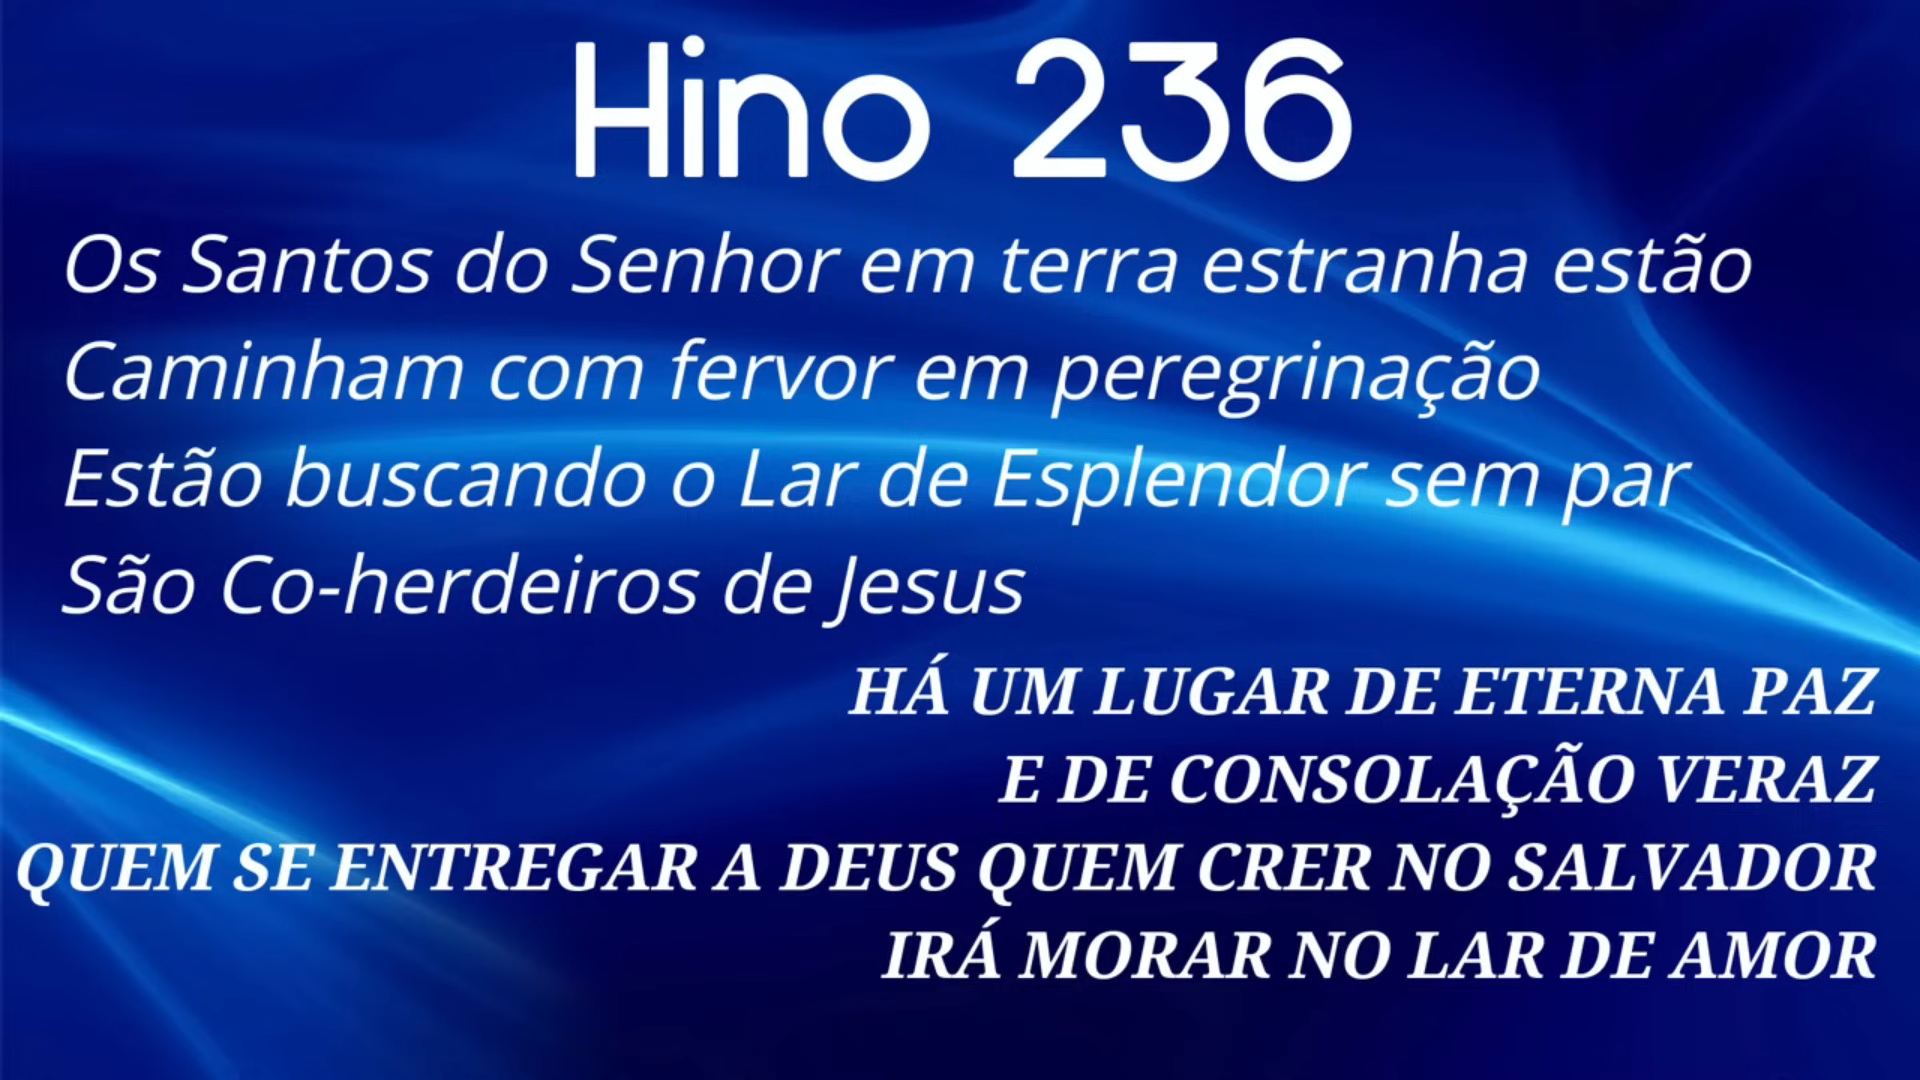 Hino 236
Os Santos do Senhor em terra estranha estão
Caminham com fervor em peregrinação
Estão buscando o Lar de Esplendor sem par
São Co-herdeiros de Jesus
HÁ UM LUGAR DE ETERNA PAZ
E DE CONSOLAÇÃO VERAZ
QUEM SE ENTREGAR A DEUS QUEM CRER NO SALVADOR
IRÁ MORAR NO LAR DE AMOR